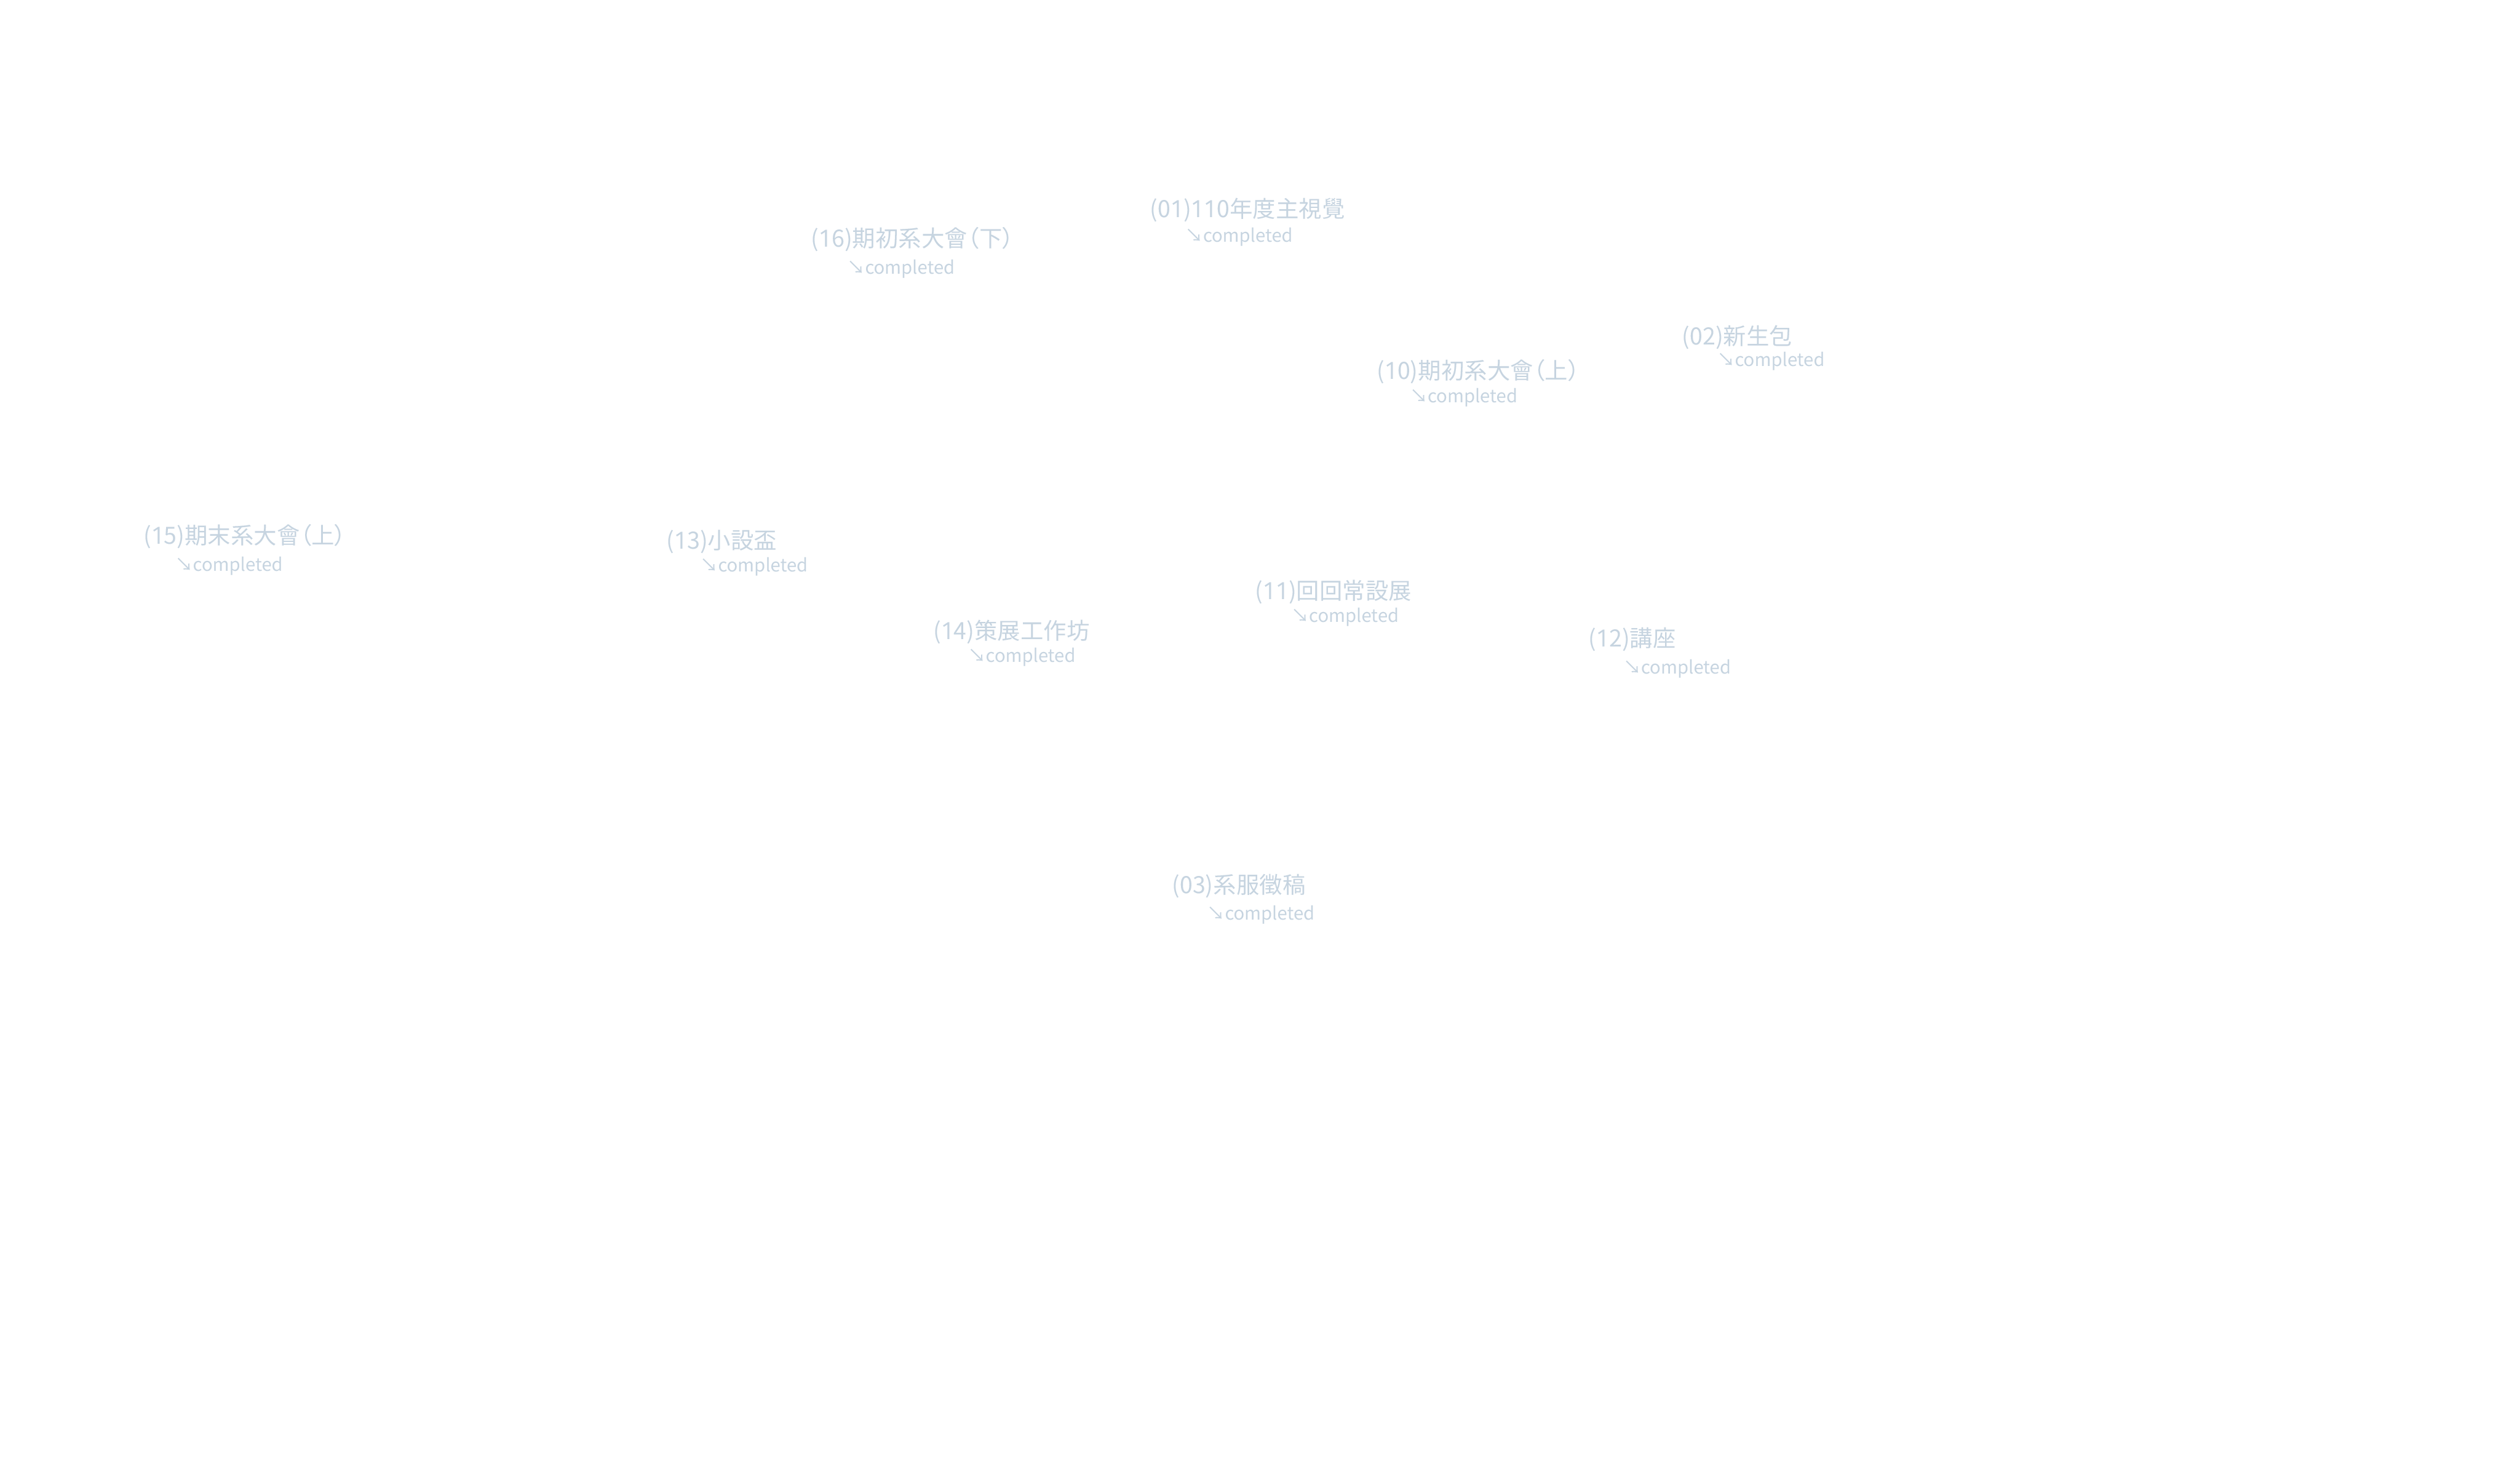 (01)110年度主視覺
↘completed
(16)期初系大會(下)
↘completed
(02)新生包
↘completed
(10)期初系大會(上)
↘completed
(15)期末系大會(上)
↘completed
(13)小設盃
↘completed
(11)回回常設展
↘completed
(14)策展工作坊
↘completed
(12)講座
↘completed
(03)系服徵稿
↘completed